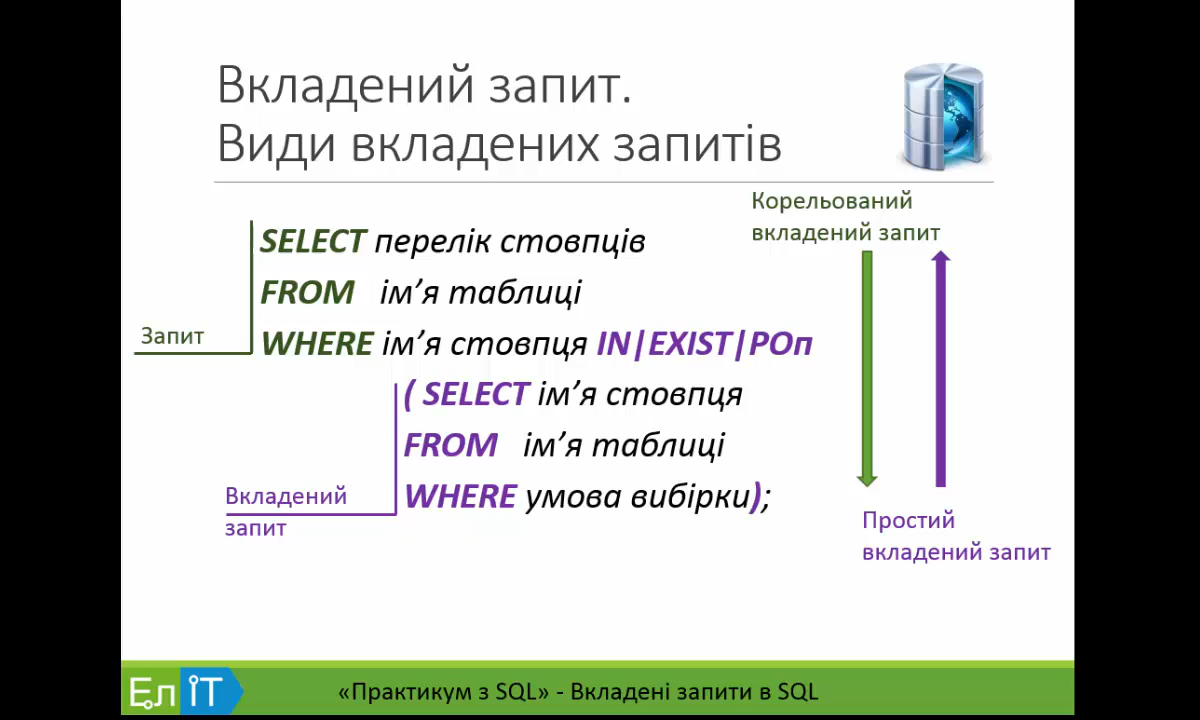 Вкладений запит.
Види вкладених запитів
Корельований
вкладений запит
SELECT перелік стовпців
FROM ім’я таблиці
Запит
WHERE ім’я стовпця IN|EXIST|РОп
( SELECT ім’я стовпця
FROM ім’я таблиці
Вкладений
запит
WHERE умова вибірки);
Простий
вкладений запит
ЕлІТ
«Практикум з SQL» - Вкладені запити в SQL